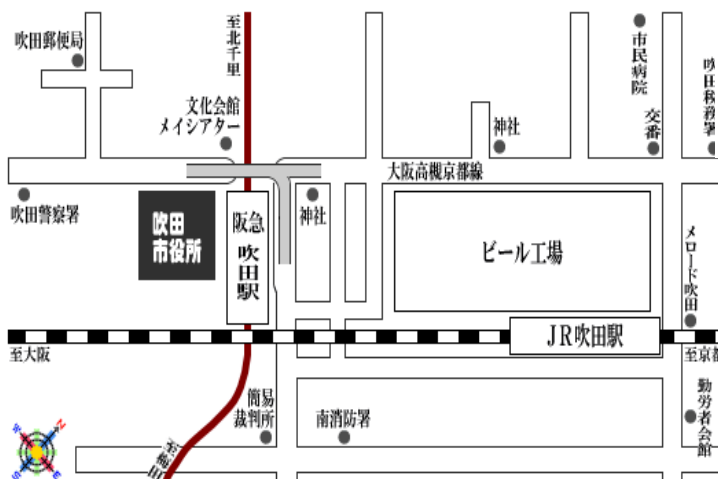 吹田郵便局
至北千里
市民病院
吹田税務署
文化会館
メイシアター
交番
神社
大阪高槻京都線
吹田警察署
吹田
市役所
阪急
吹田駅
神社
ビール工場
メロード吹田
JR吹田駅
至大阪
至京都
簡易
裁判所
南消防署
勤労者会館
N
W
S
E